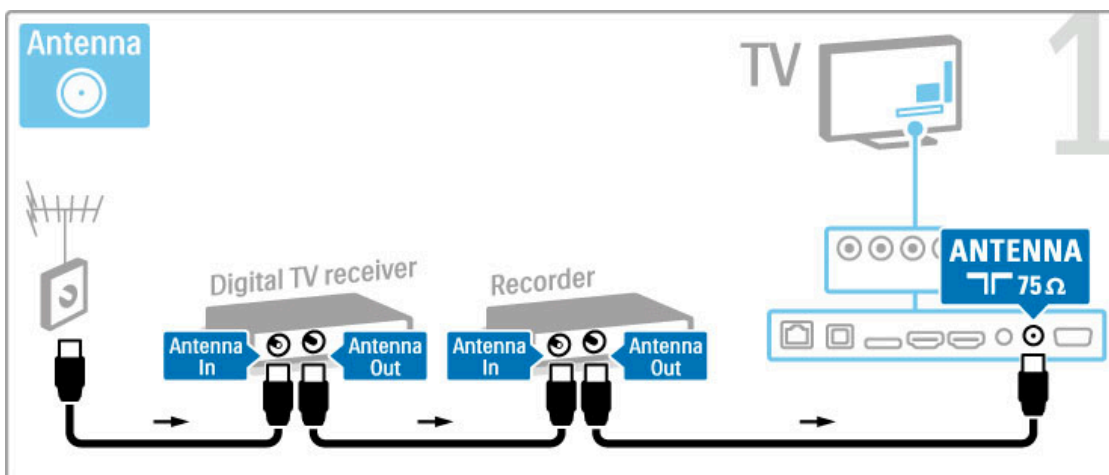 Antenna
TV
1
Digital TV receiver
Recorder
ANTENNA
75 Ω
Antenna
In
Antenna
Out
Antenna
In
Antenna
Out